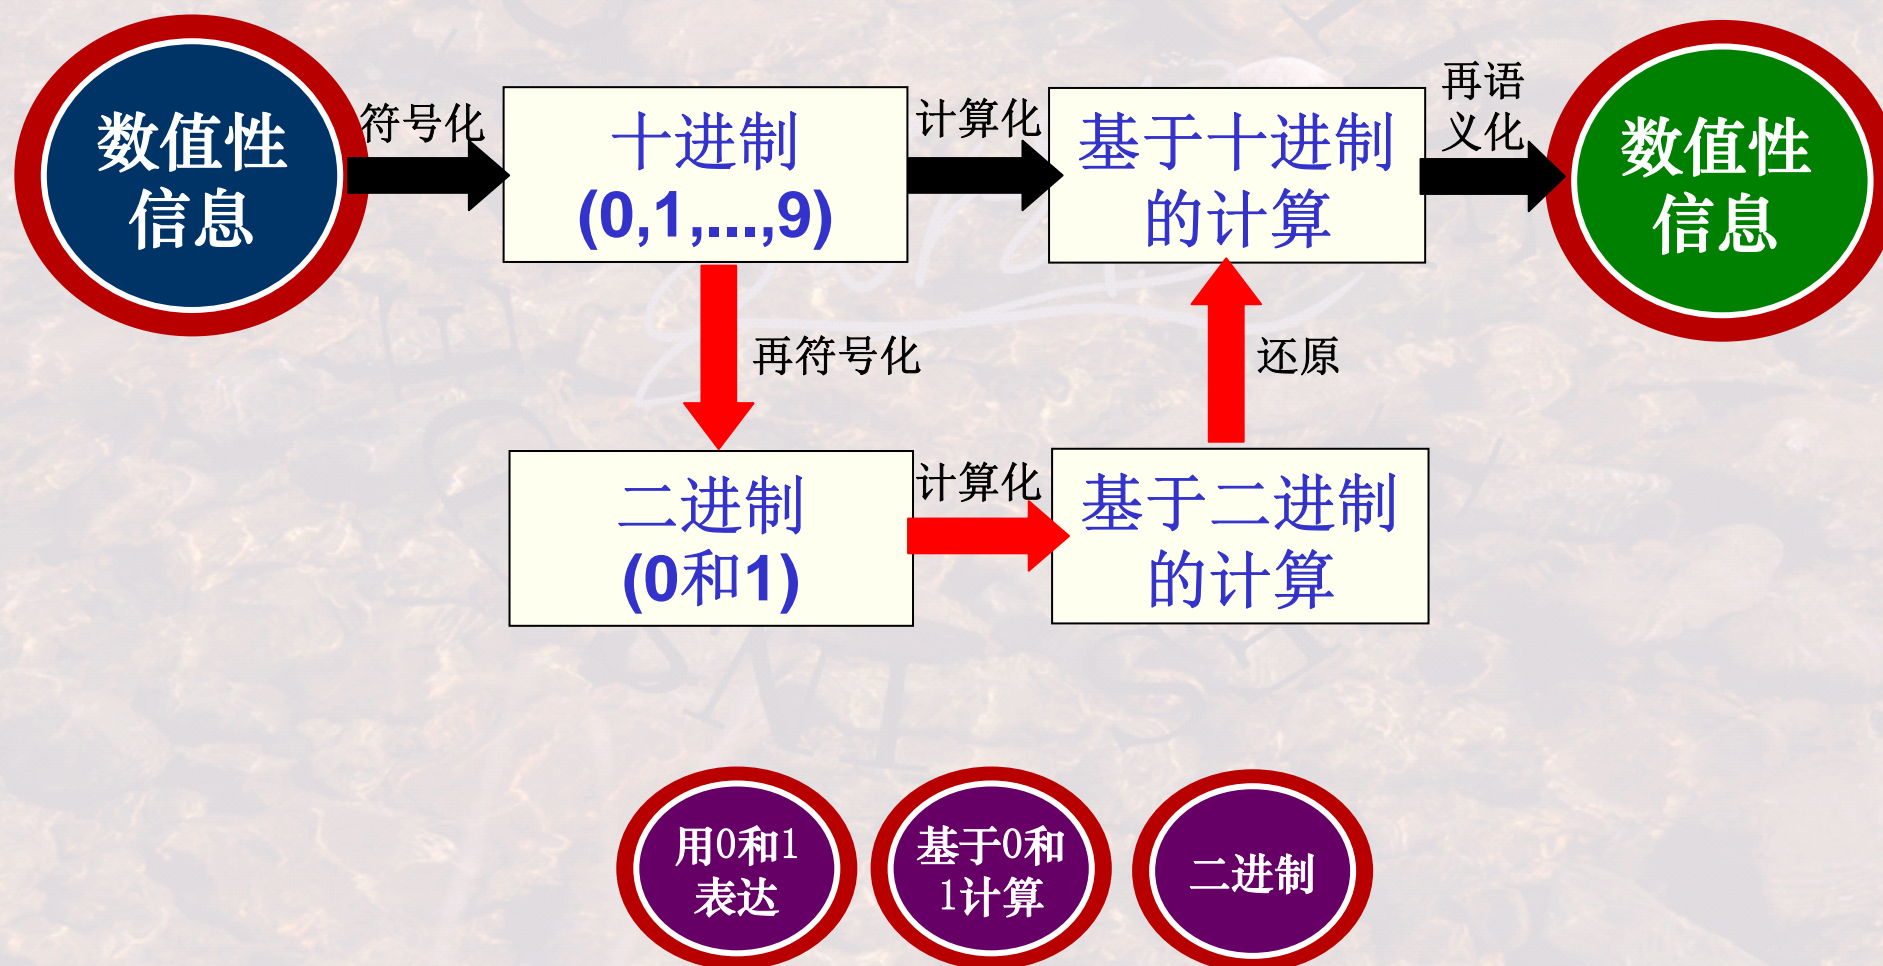 数值性
信息
符号化
十进制
(0,1,...,9)
计算化
基于十进制
的计算
再语
义化
数值性
信息
再符号化
还原
二进制
(0和1)
计算化
基于二进制
的计算
用0和1
表达
基于0和
1计算
二进制